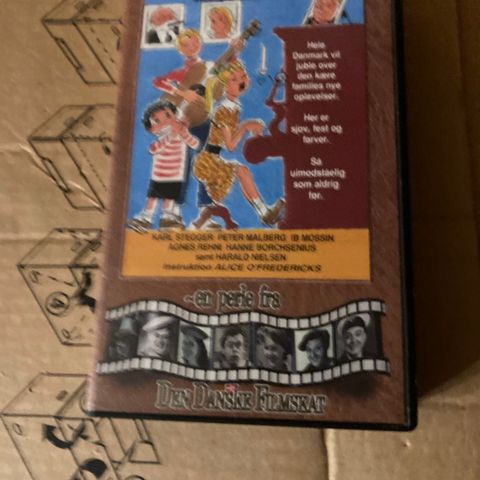 Hele
Danmark vil
juble over
den kære
families nye
oplevelser.
Her er
sjov, fest og
farver.
Så
uimodståelig
som aldrig
før.
KARL STEGGER PETER MALBERG IB MOSSIN
AGNES REHNI HANNE BORCHSENIUS
samt HARALD NIELSEN
Instruktion ALICE O'FREDERICKS
- en perle fra
DEN DANSKE FILMSKAT